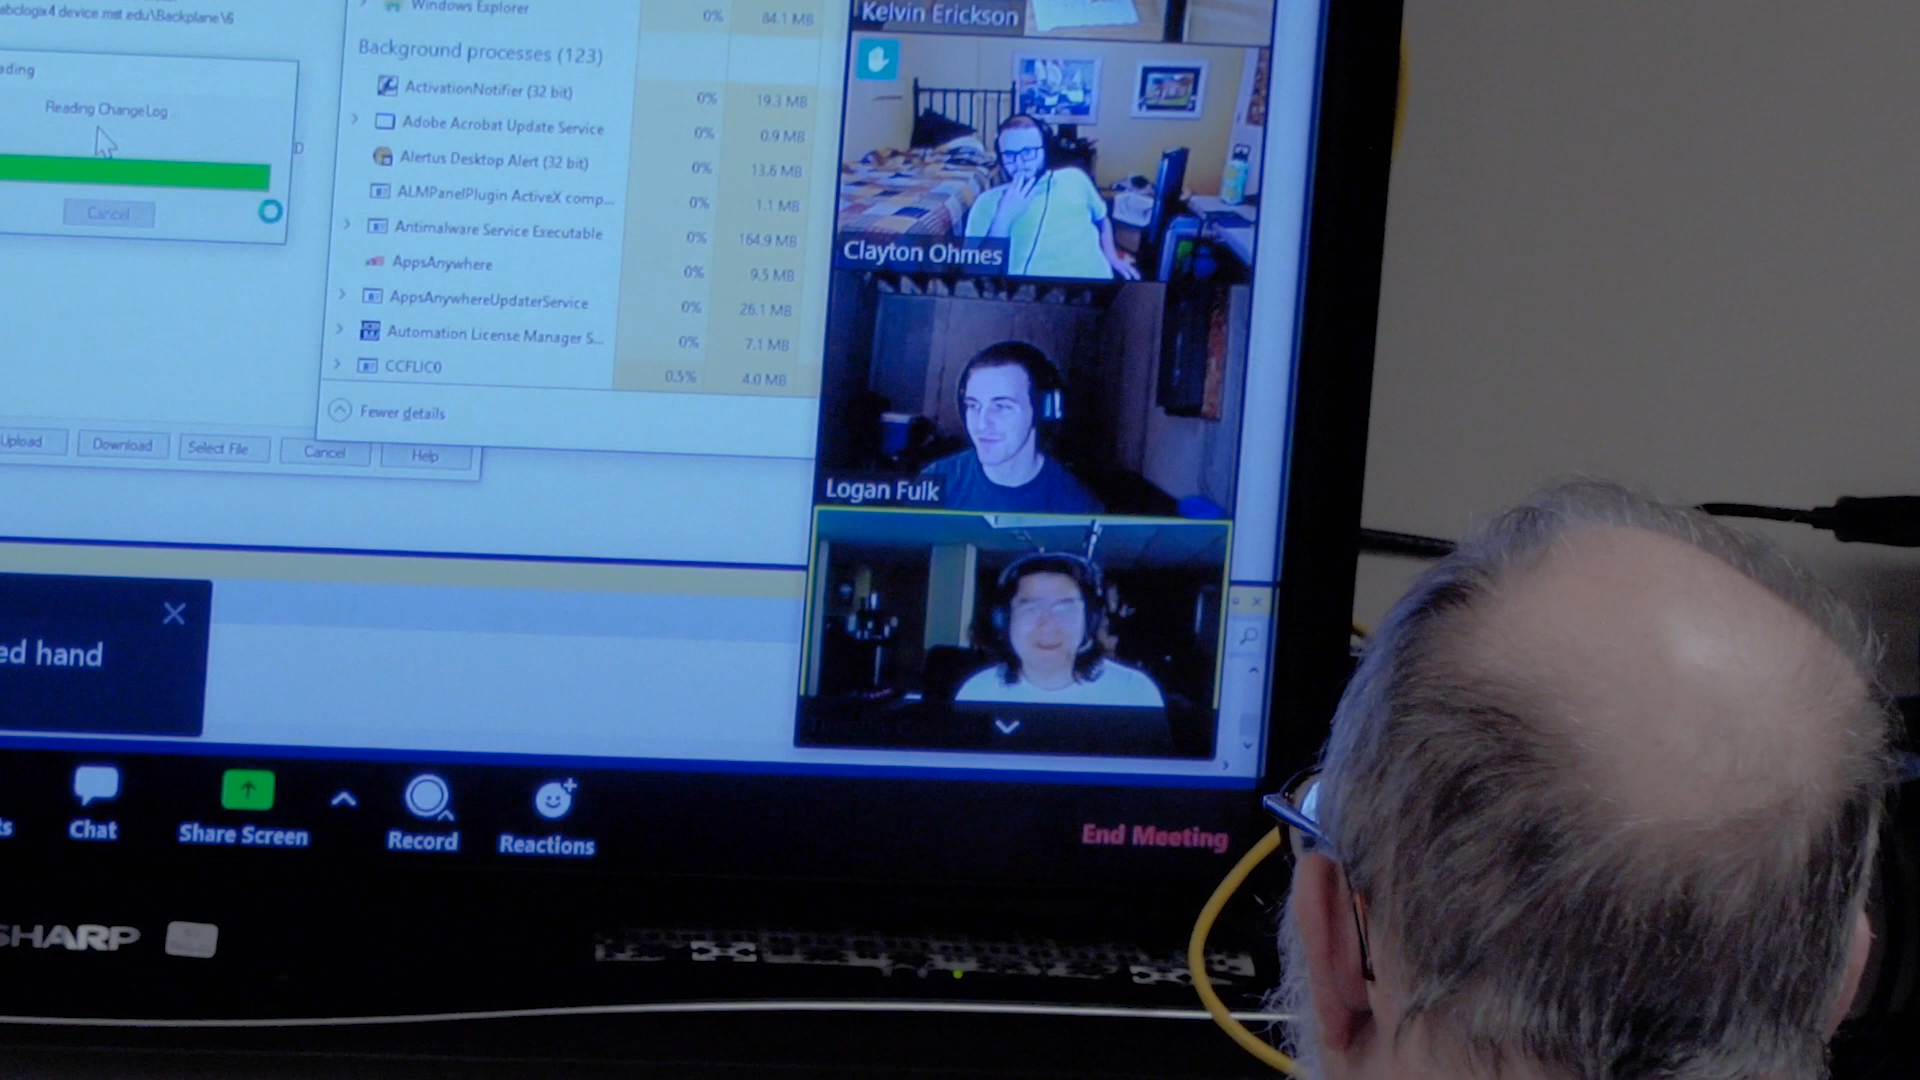 abclogix4.device.mst.edu\Backplane\6
ading
Reading ChangeLog
Cancel
Windows Explorer 0% 84.1 MB
Background processes (123)
ActivationNotifier (32 bit) 0% 19.3 MB
Adobe Acrobat Update Service 0% 0.9 MB
Alertus Desktop Alert (32 bit) 0% 13.6 MB
ALMPanelPlugin ActiveX comp... 0% 1.1 MB
Antimalware Service Executable 0% 164.9 MB
AppsAnywhere 0% 9.5 MB
AppsAnywhereUpdaterService 0% 26.1 MB
Automation License Manager S... 0% 7.1 MB
CCFLIC0 0.5% 4.0 MB
Fewer details
Upload Download Select File... Cancel Help
Kelvin Erickson
Clayton Ohmes
Logan Fulk
ed hand
Chat
Share Screen
Record
Reactions
End Meeting
SHARP